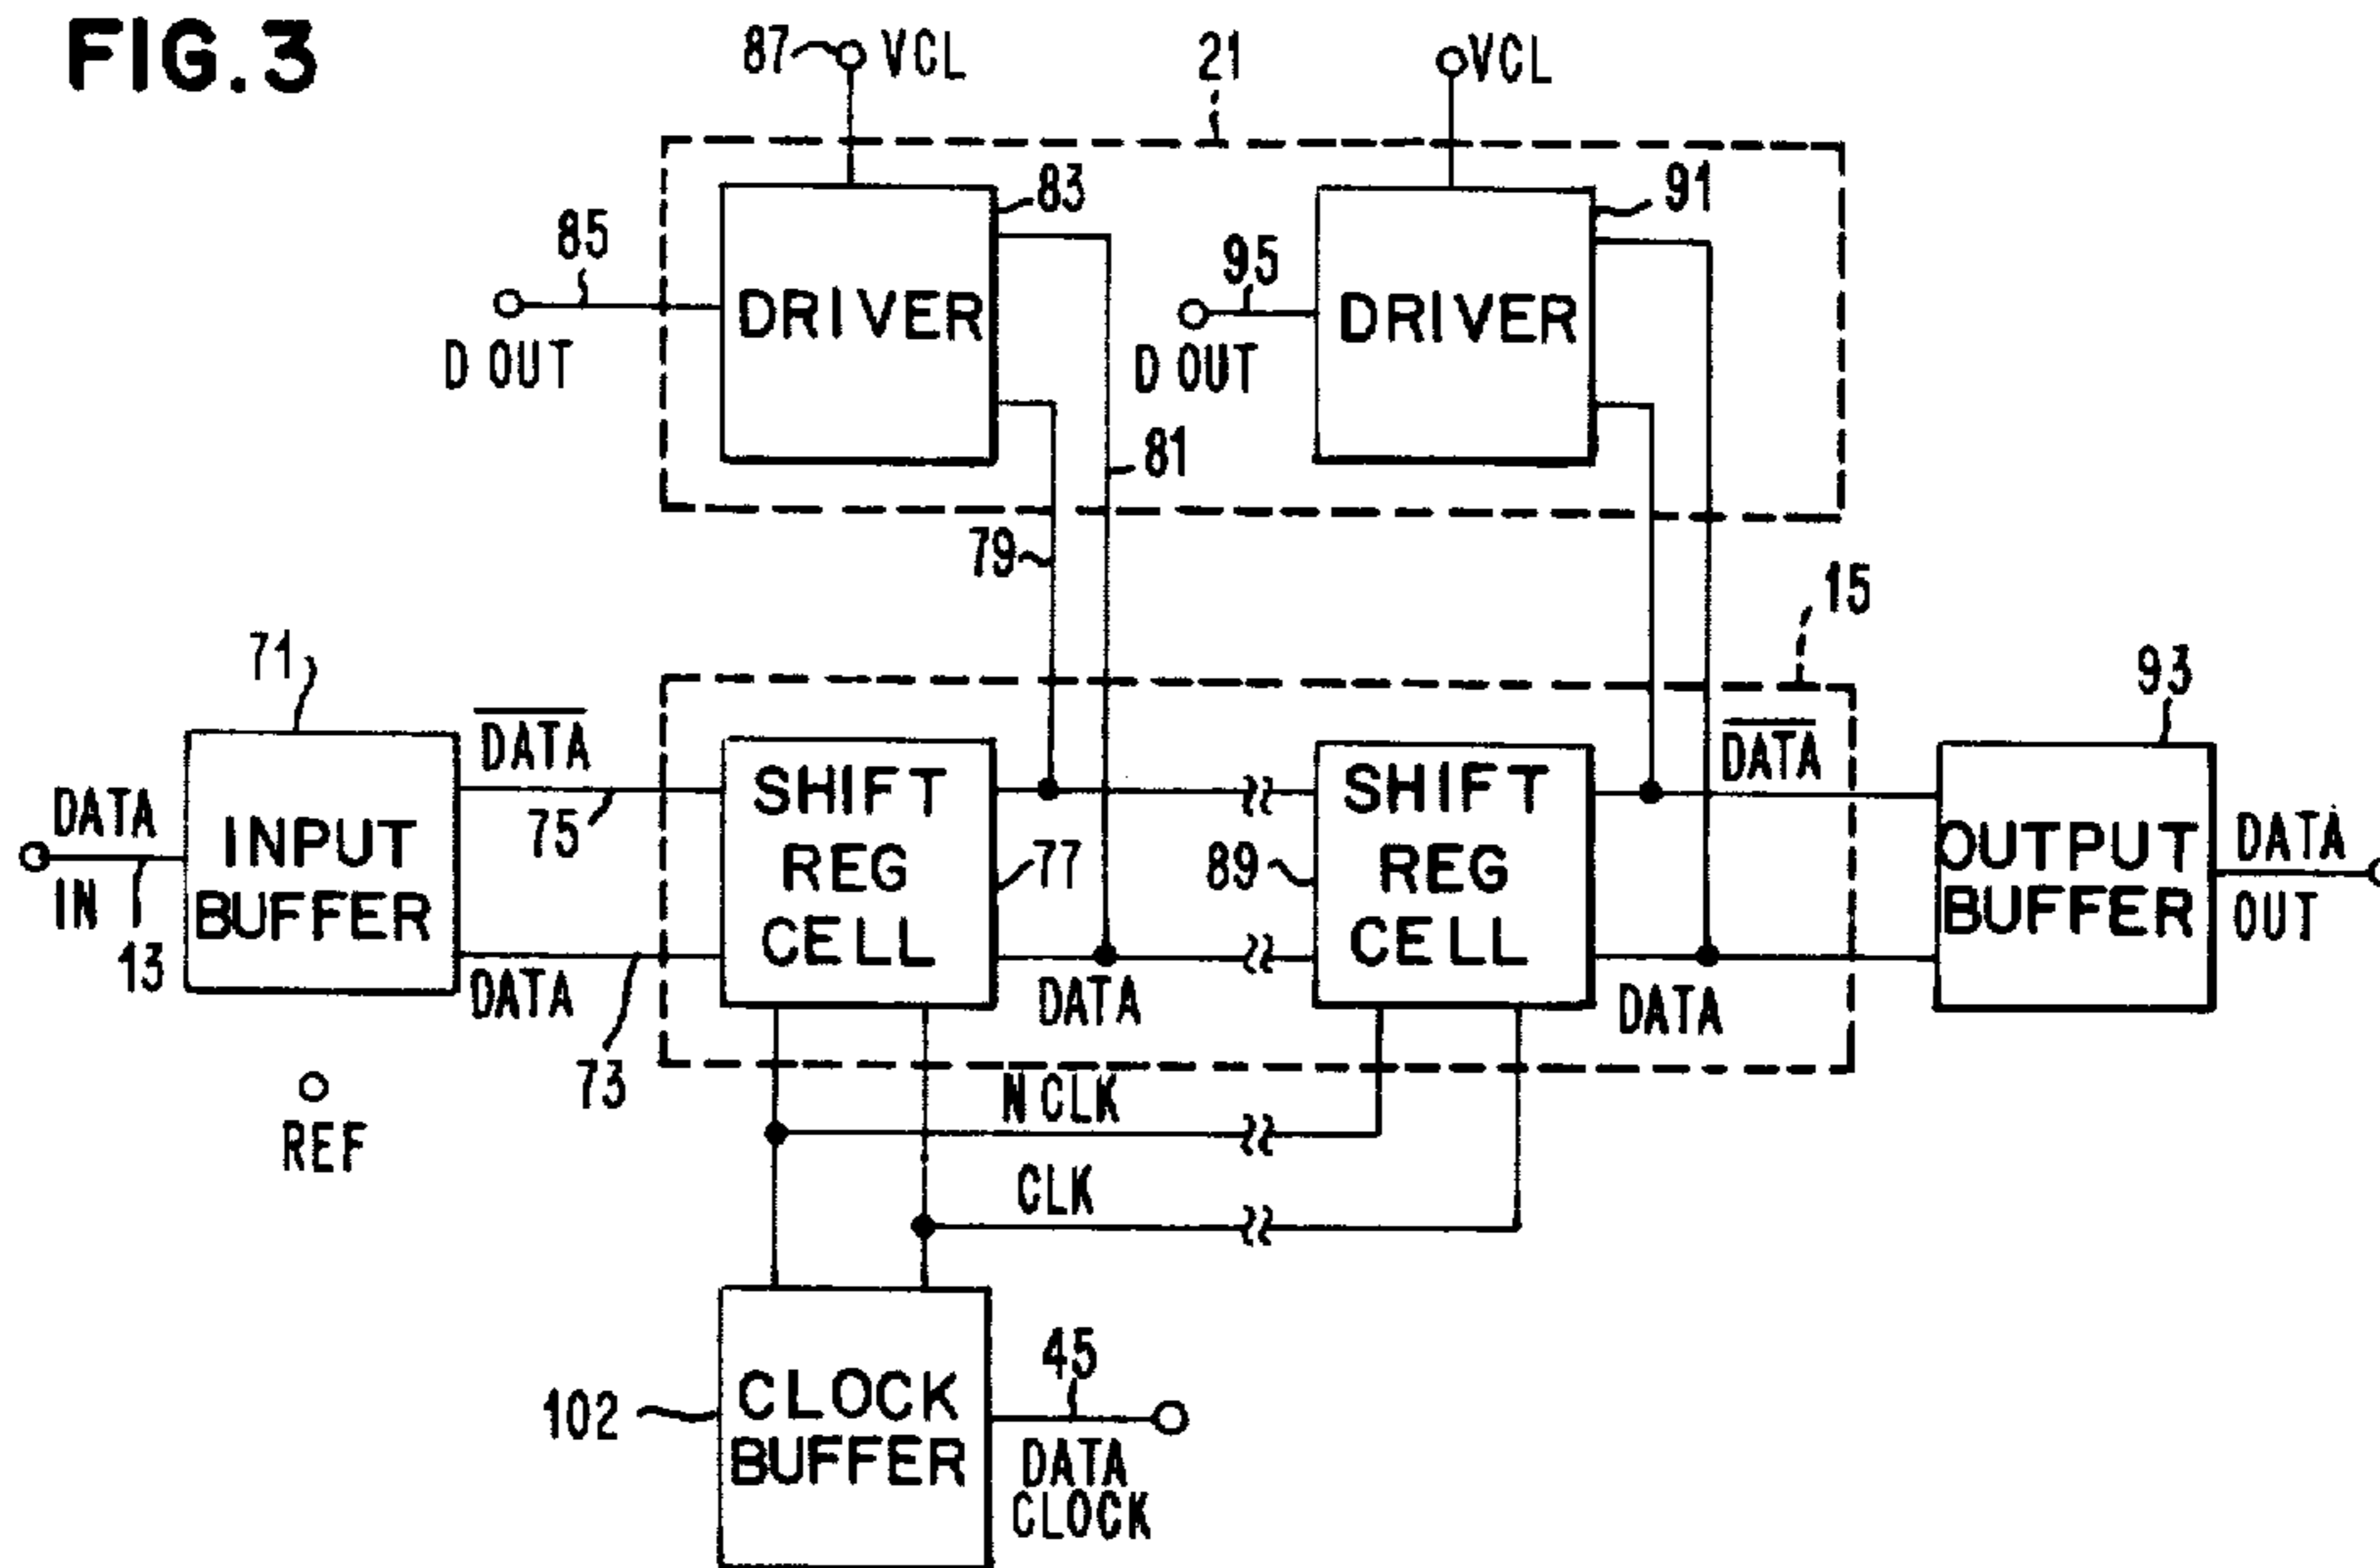 FIG.3
87 VCL
21
VCL
83
91
85
95
DRIVER
DRIVER
D OUT
D OUT
81
79
15
71
93
DATA
DATA
SHIFT
REG
CELL
SHIFT
REG
CELL
DATA
IN
INPUT
BUFFER
75
77
89
OUTPUT
BUFFER
DATA
OUT
13
DATA
DATA
DATA
73
N CLK
REF
CLK
45
102
CLOCK
BUFFER
DATA
CLOCK